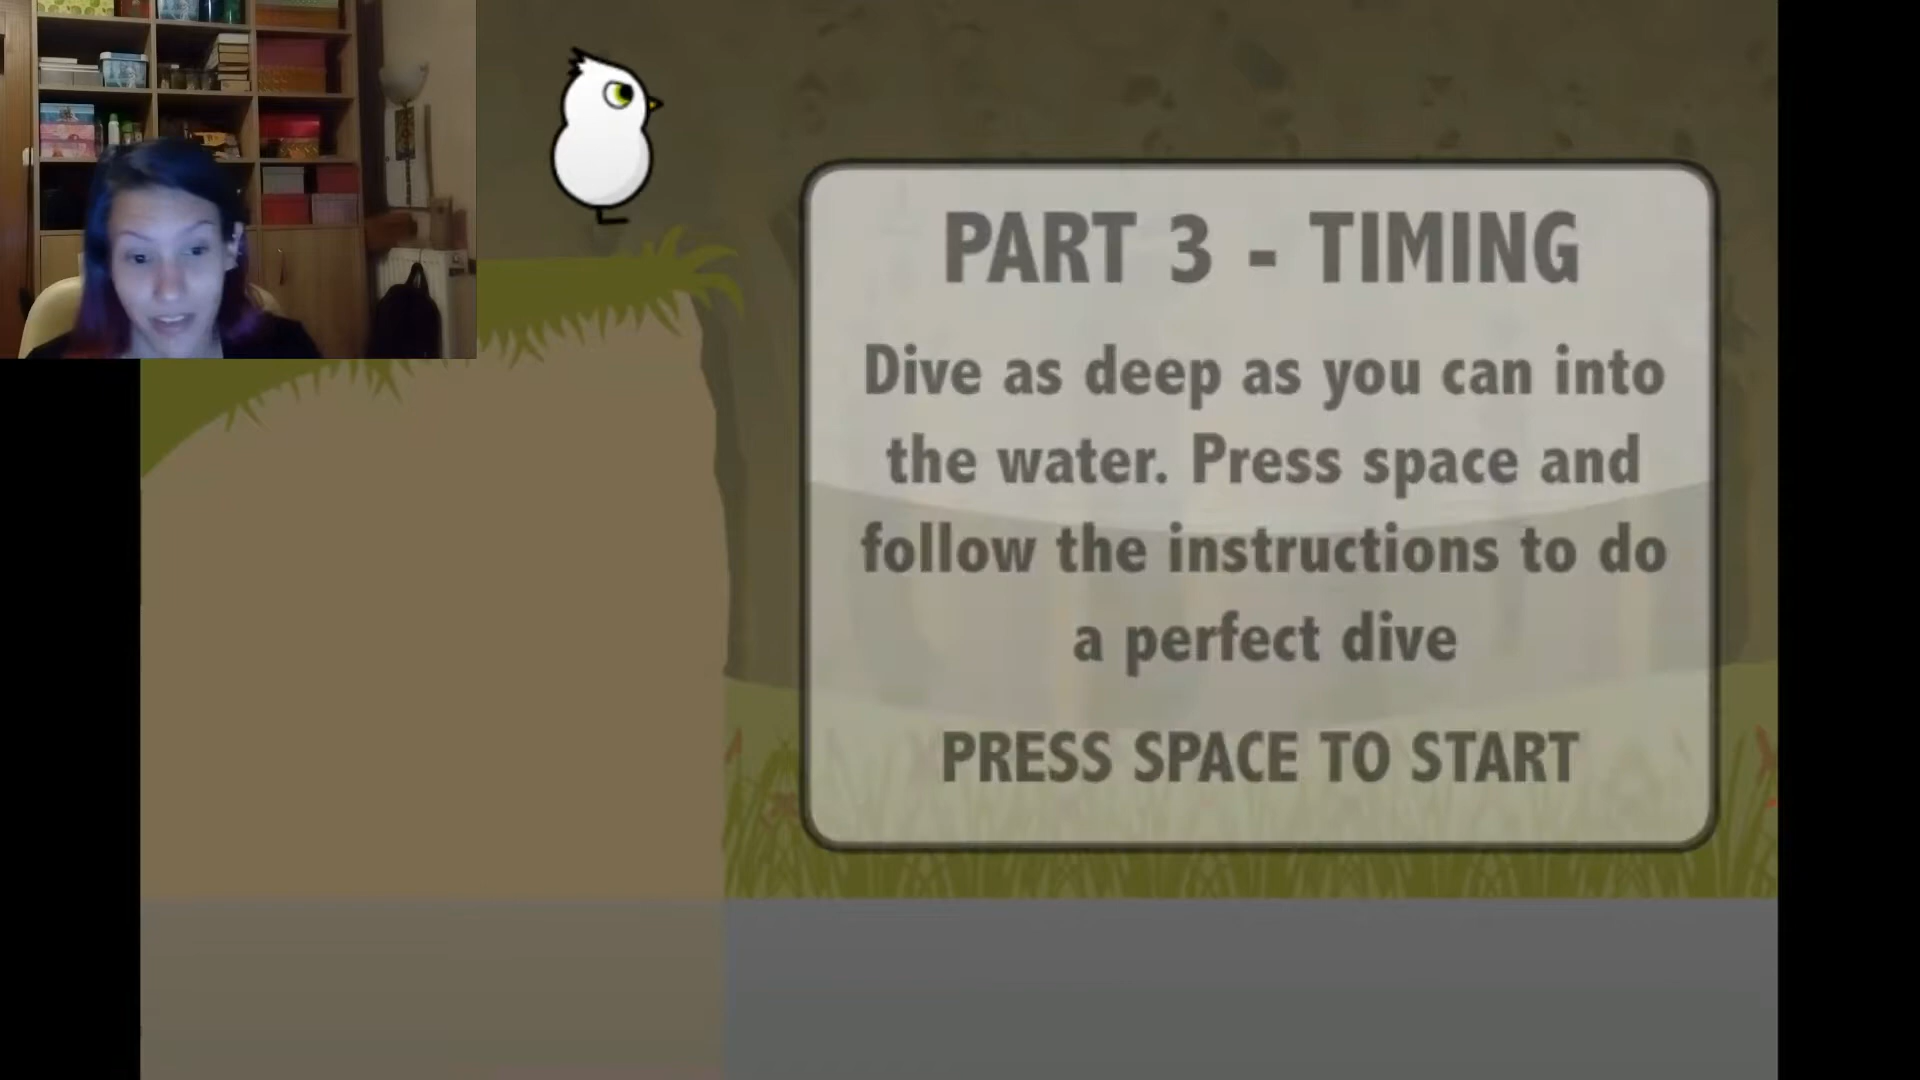 PART 3 - TIMING
Dive as deep as you can into
the water. Press space and
follow the instructions to do
a perfect dive
PRESS SPACE TO START